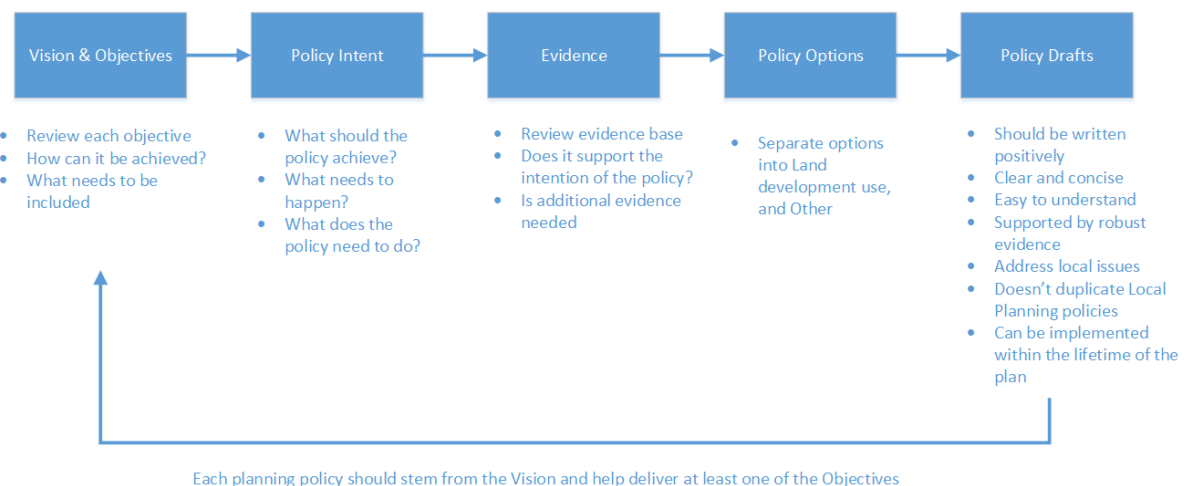 Vision & Objectives
Policy Intent
Evidence
Policy Options
Policy Drafts
• Review each objective
• How can it be achieved?
• What needs to be
included
• What should the
policy achieve?
• What needs to
happen?
• What does the
policy need to do?
• Review evidence base
• Does it support the
intention of the policy?
• Is additional evidence
needed
• Separate options
into Land
development use,
and Other
• Should be written
positively
• Clear and concise
• Easy to understand
• Supported by robust
evidence
• Address local issues
• Doesn’t duplicate Local
Planning policies
• Can be implemented
within the lifetime of the
plan
Each planning policy should stem from the Vision and help deliver at least one of the Objectives